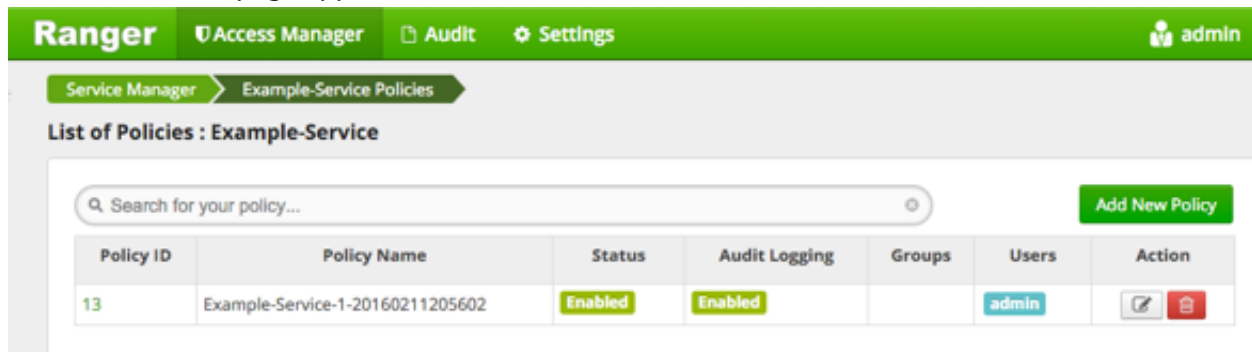 Ranger Access Manager Audit Settings admin
Service Manager Example-Service Policies
List of Policies : Example-Service
Search for your policy... Add New Policy
Policy ID Policy Name Status Audit Logging Groups Users Action
13 Example-Service-1-20160211205602 Enabled Enabled admin